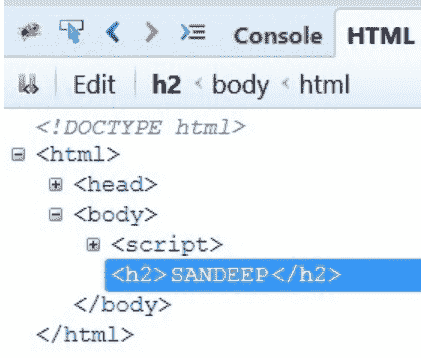 Console HTML
Edit h2 < body < html
<!DOCTYPE html>
<html>
<head>
<body>
<script>
<h2>SANDEEP</h2>
</body>
</html>